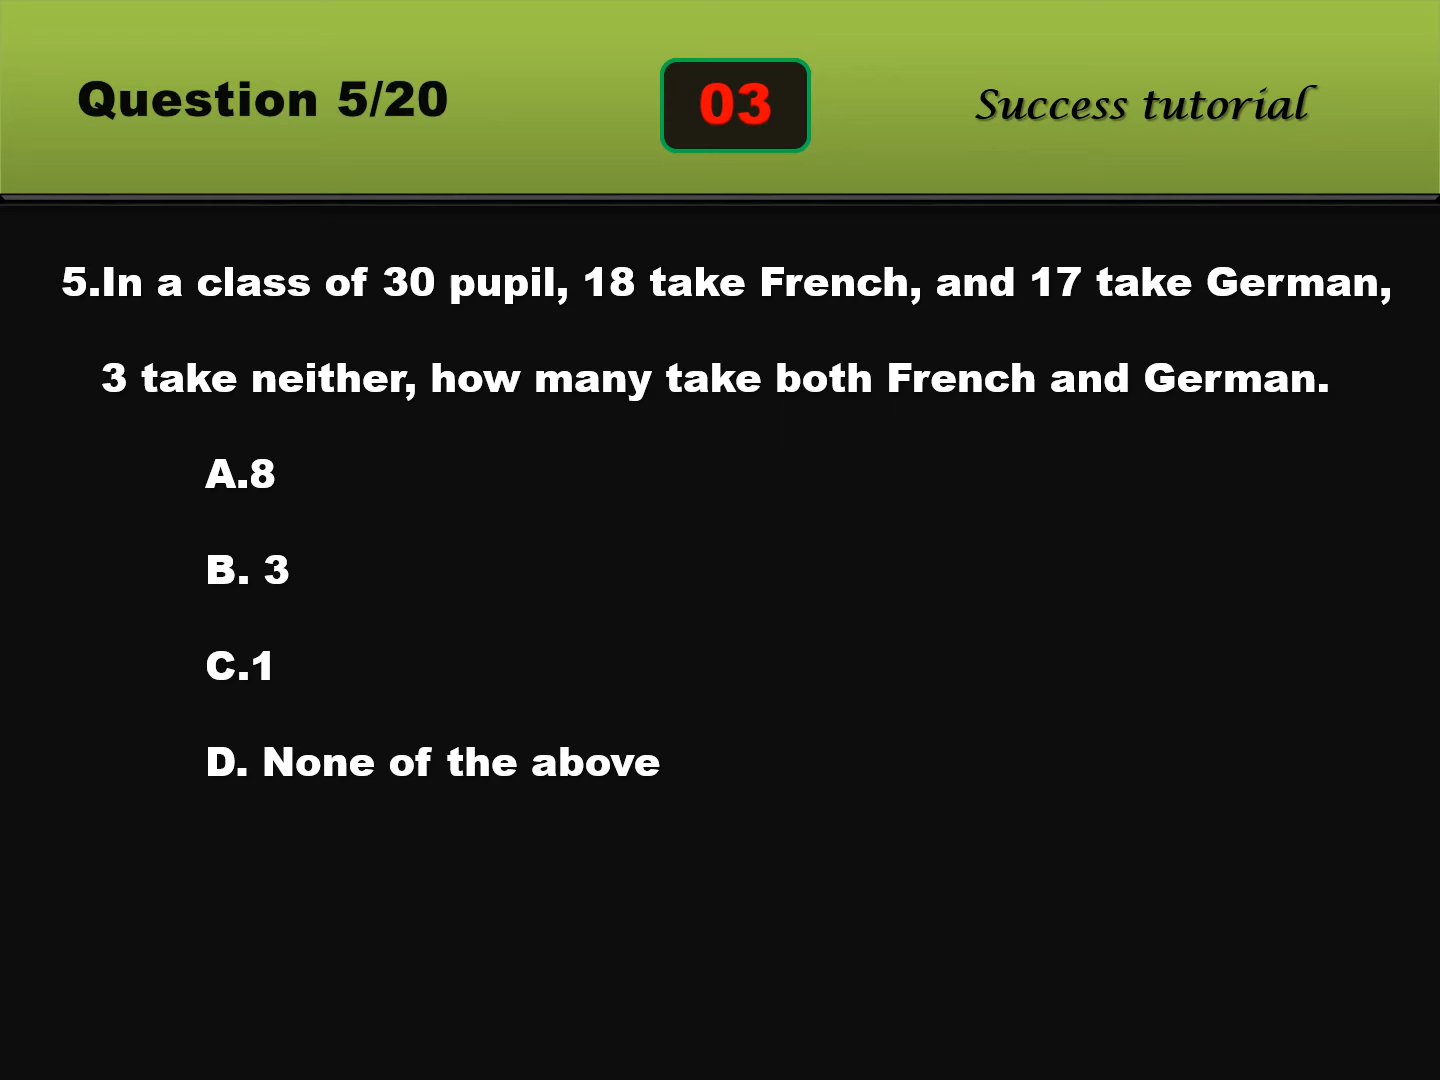 Question 5/20
03
Success tutorial
5.In a class of 30 pupil, 18 take French, and 17 take German,
3 take neither, how many take both French and German.
A.8
B. 3
C.1
D. None of the above